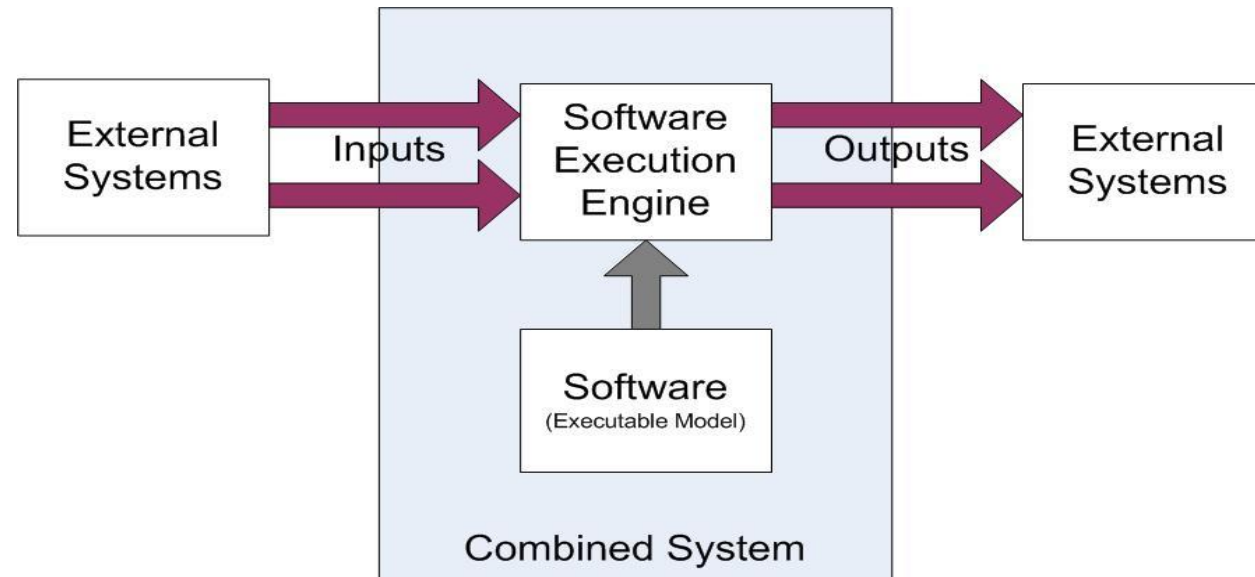 External
Systems
Inputs
Software
Execution
Engine
Outputs
External
Systems
Software
(Executable Model)
Combined System